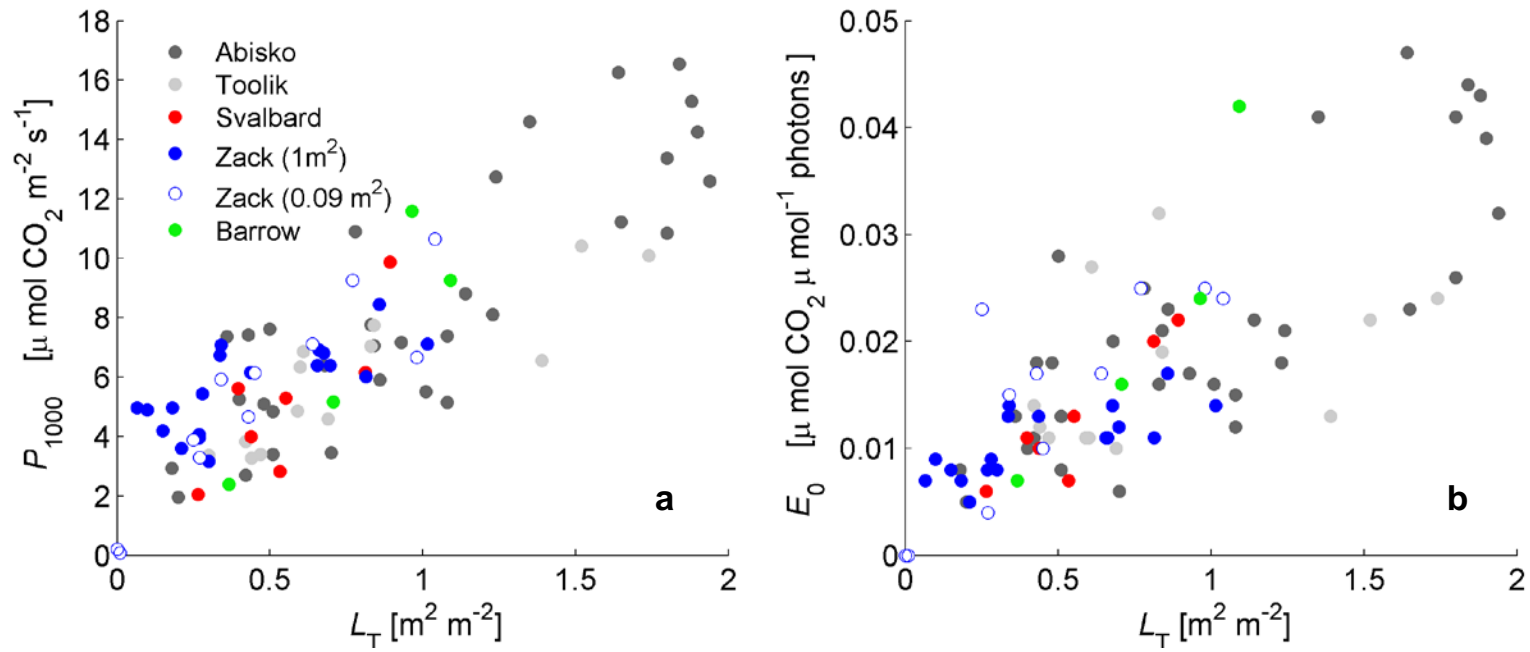 18
16
14
12
10
8
6
4
2
0
P1000 [μ mol CO2 m-2 s-1]
Abisko
Toolik
Svalbard
Zack (1m2)
Zack (0.09 m2)
Barrow
a
0 0.5 1 1.5 2
LT [m2 m-2]
0.05
0.04
0.03
0.02
0.01
0
E0 [μ mol CO2 μ mol-1 photons ]
b
0 0.5 1 1.5 2
LT [m2 m-2]